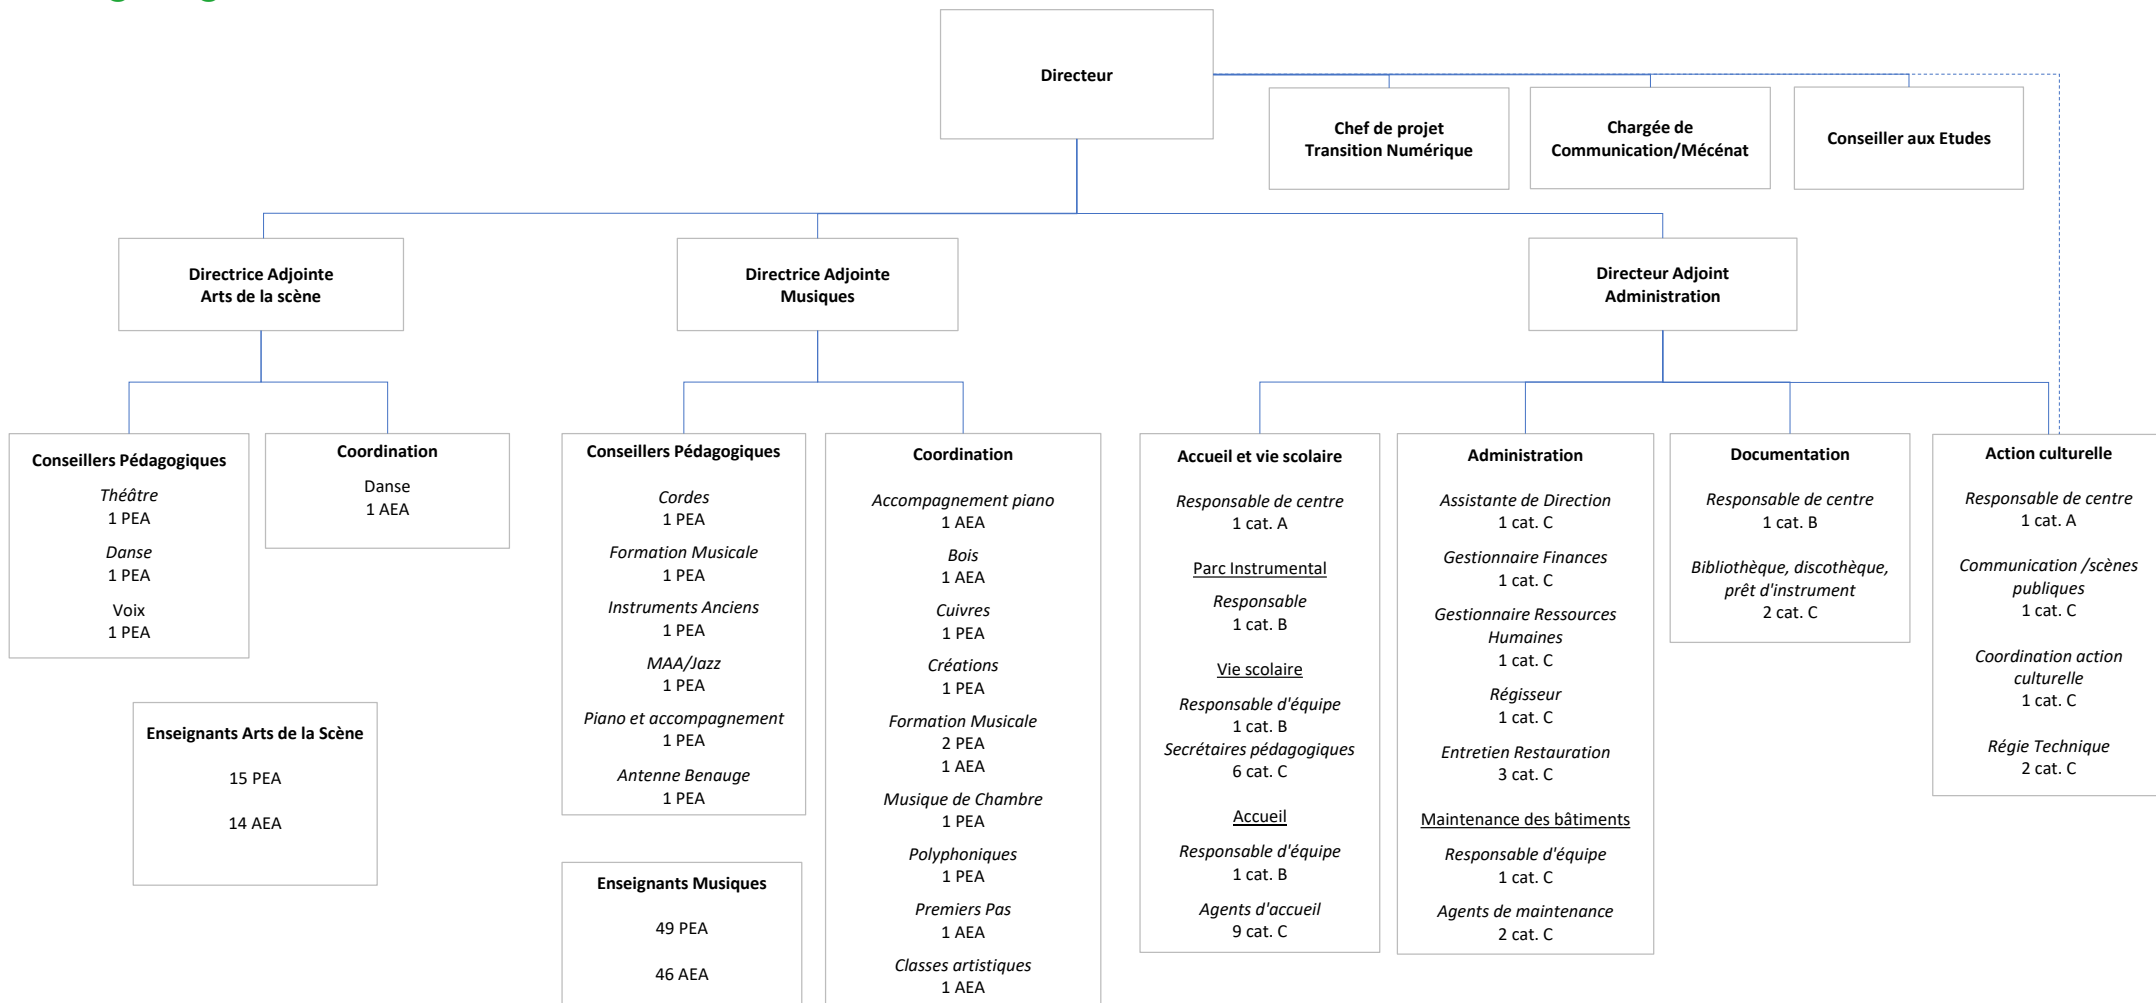 Directeur
Chef de projet
Transition Numérique
Chargée de
Communication/Mécénat
Conseiller aux Etudes
Directrice Adjointe
Arts de la scène
Directrice Adjointe
Musiques
Directeur Adjoint
Administration
Conseillers Pédagogiques
Théâtre
1 PEA
Danse
1 PEA
Voix
1 PEA
Coordination
Danse
1 AEA
Enseignants Arts de la Scène
15 PEA
14 AEA
Conseillers Pédagogiques
Cordes
1 PEA
Formation Musicale
1 PEA
Instruments Anciens
1 PEA
MAA/Jazz
1 PEA
Piano et accompagnement
1 PEA
Antenne Benauge
1 PEA
Enseignants Musiques
49 PEA
46 AEA
Coordination
Accompagnement piano
1 AEA
Bois
1 AEA
Cuivres
1 PEA
Créations
1 PEA
Formation Musicale
2 PEA
1 AEA
Musique de Chambre
1 PEA
Polyphoniques
1 PEA
Premiers Pas
1 AEA
Classes artistiques
1 AEA
Accueil et vie scolaire
Responsable de centre
1 cat. A
Parc Instrumental
Responsable
1 cat. B
Vie scolaire
Responsable d'équipe
1 cat. B
Secrétaires pédagogiques
6 cat. C
Accueil
Responsable d'équipe
1 cat. B
Agents d'accueil
9 cat. C
Administration
Assistante de Direction
1 cat. C
Gestionnaire Finances
1 cat. C
Gestionnaire Ressources
Humaines
1 cat. C
Régisseur
1 cat. C
Entretien Restauration
3 cat. C
Maintenance des bâtiments
Responsable d'équipe
1 cat. C
Agents de maintenance
2 cat. C
Documentation
Responsable de centre
1 cat. B
Bibliothèque, discothèque,
prêt d'instrument
2 cat. C
Action culturelle
Responsable de centre
1 cat. A
Communication /scènes
publiques
1 cat. C
Coordination action
culturelle
1 cat. C
Régie Technique
2 cat. C